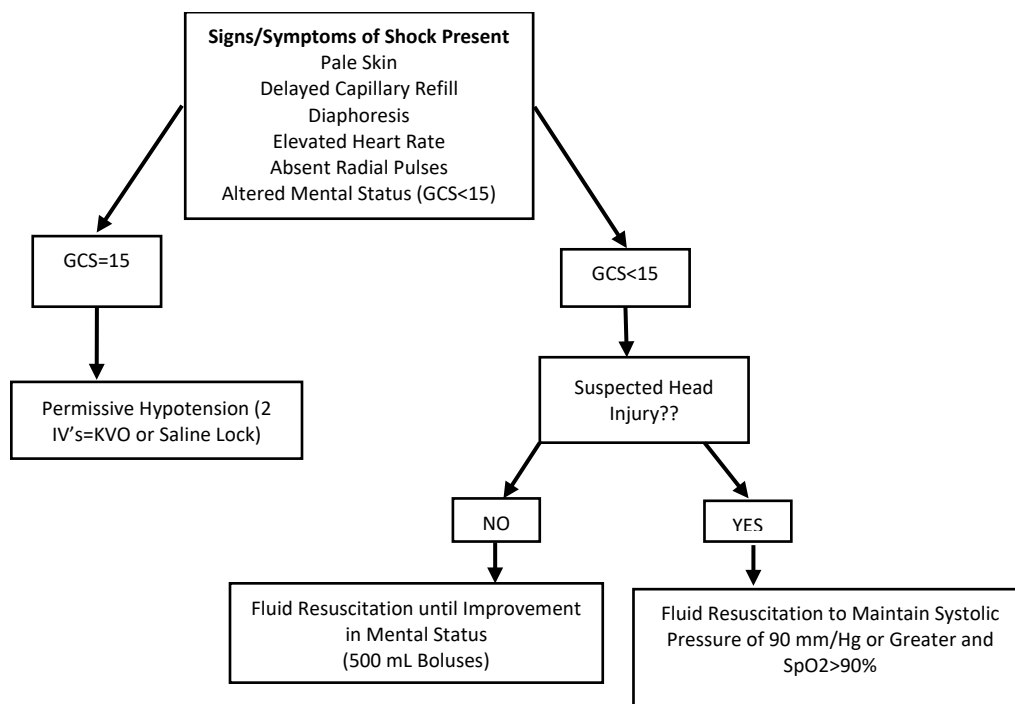 Signs/Symptoms of Shock Present
Pale Skin
Delayed Capillary Refill
Diaphoresis
Elevated Heart Rate
Absent Radial Pulses
Altered Mental Status (GCS<15)
GCS=15
GCS<15
Permissive Hypotension (2
IV’s=KVO or Saline Lock)
Suspected Head
Injury??
NO
YES
Fluid Resuscitation until Improvement
in Mental Status
(500 mL Boluses)
Fluid Resuscitation to Maintain Systolic
Pressure of 90 mm/Hg or Greater and
SpO2>90%